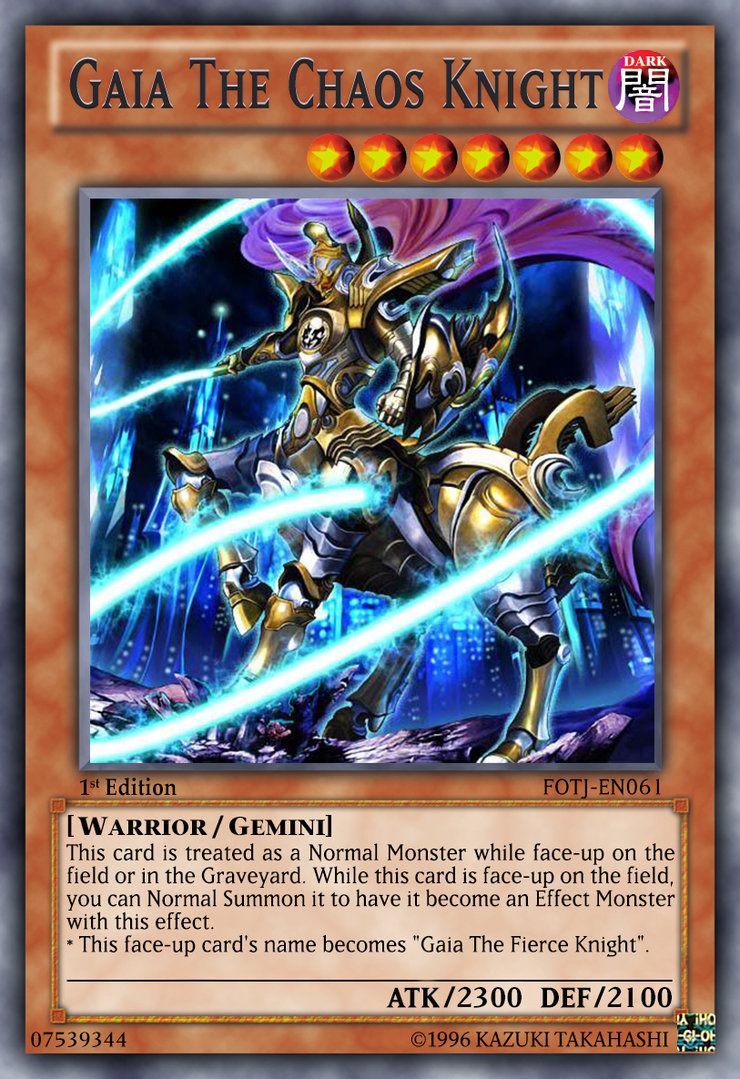 GAIA THE CHAOS KNIGHT
DARK
闇
1st Edition
FOTJ-EN061
[WARRIOR / GEMINI]
This card is treated as a Normal Monster while face-up on the
field or in the Graveyard. While this card is face-up on the field,
you can Normal Summon it to have it become an Effect Monster
with this effect.
* This face-up card's name becomes "Gaia The Fierce Knight".
ATK/2300 DEF/2100
07539344
©1996 KAZUKI TAKAHASHI